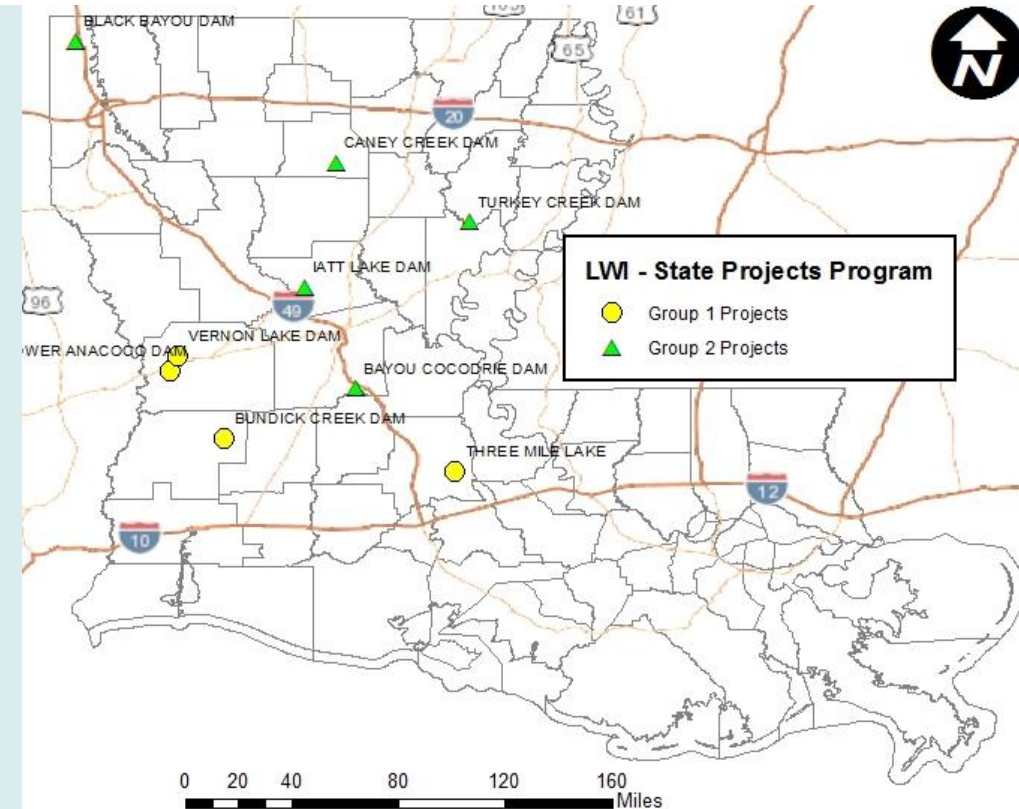 BLACK BAYOU DAM
61
65
20
CANEY CREEK DAM
TURKEY CREEK DAM
IATT LAKE DAM
49
96
VERNON LAKE DAM
OWER ANACOCO DAM
BAYOU COCODRIE DAM
BUNDICK CREEK DAM
THREE MILE LAKE
12
10
N
LWI - State Projects Program
Group 1 Projects
Group 2 Projects
0 20 40 80 120 160
Miles